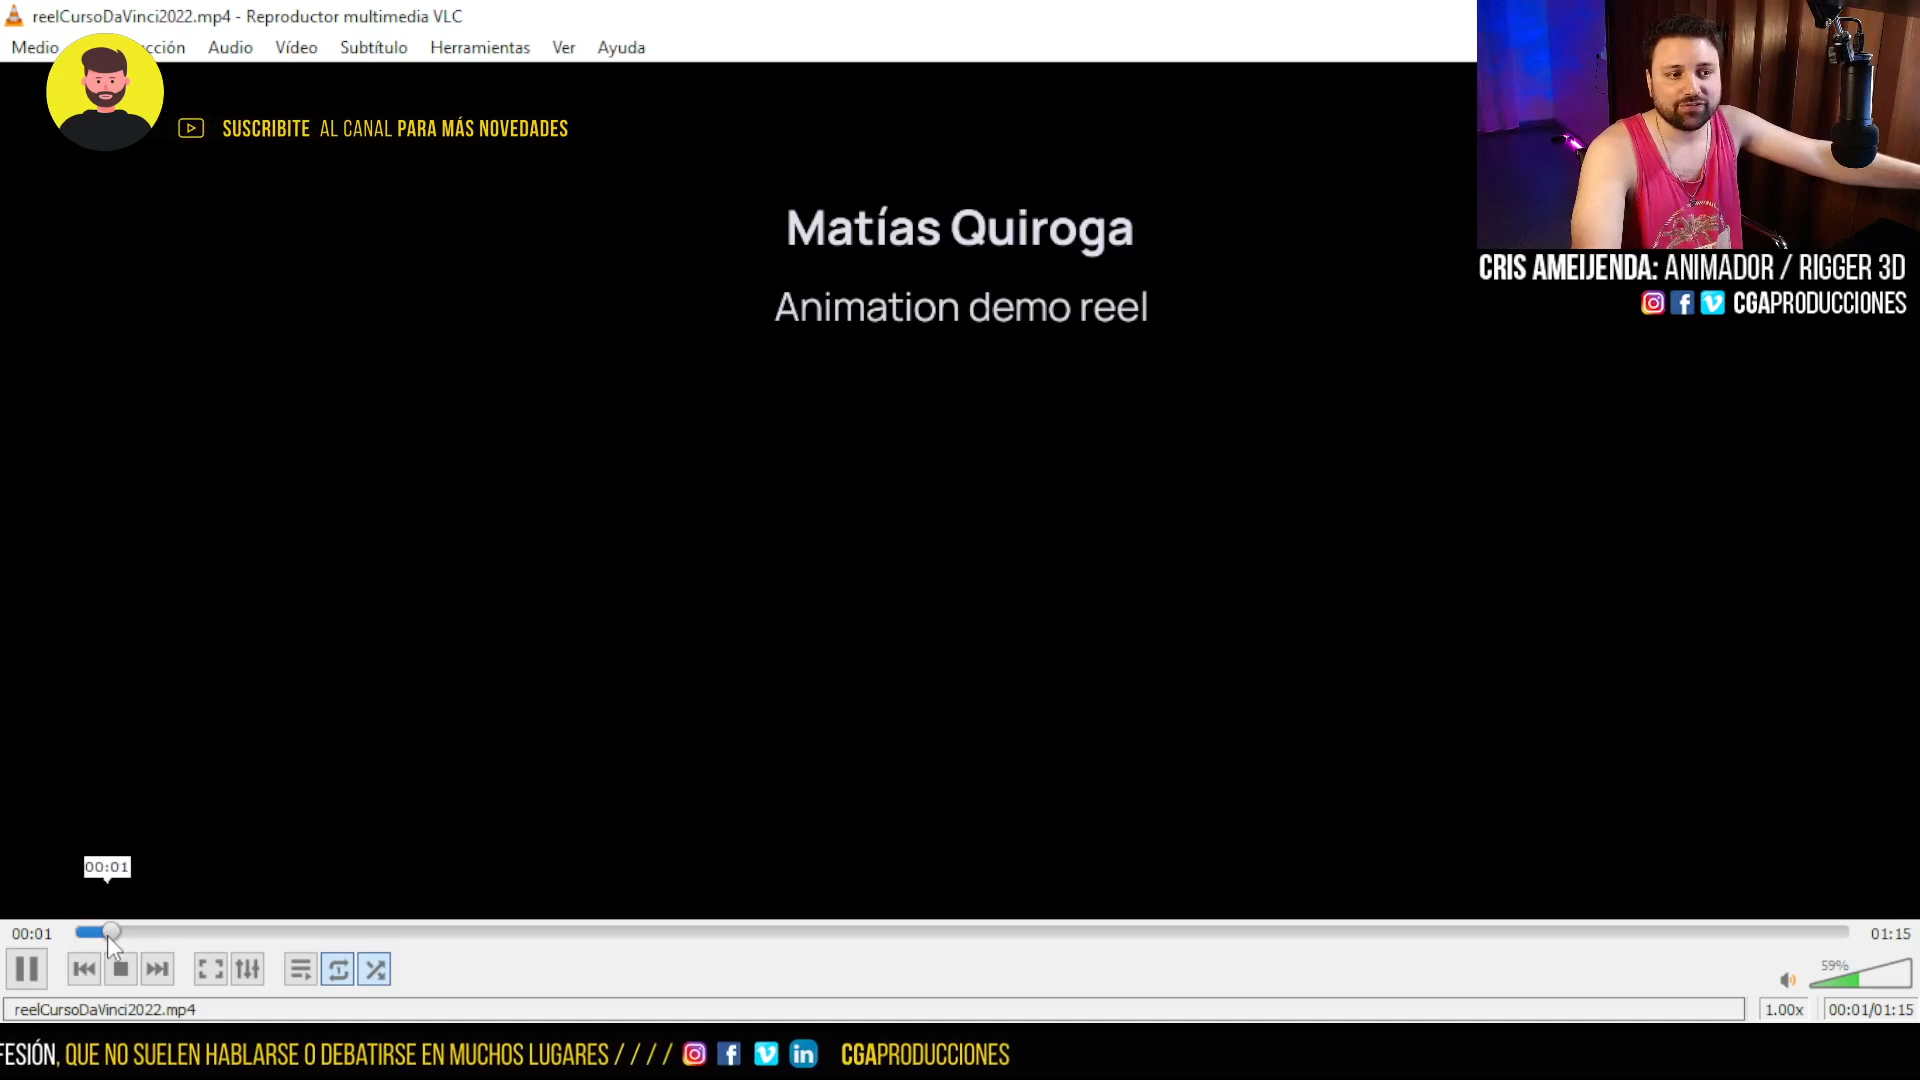 reelCursoDaVinci2022.mp4 - Reproductor multimedia VLC
Medio cción Audio Vídeo Subtítulo Herramientas Ver Ayuda
SUSCRIBITE AL CANAL PARA MÁS NOVEDADES
Matías Quiroga
Animation demo reel
CRIS AMEIJENDA: ANIMADOR / RIGGER 3D
CGAPRODUCCIONES
00:01
00:01 01:15
59%
reelCursoDaVinci2022.mp4 1.00x 00:01/01:15
FESIÓN, QUE NO SUELEN HABLARSE O DEBATIRSE EN MUCHOS LUGARES / / / / CGAPRODUCCIONES